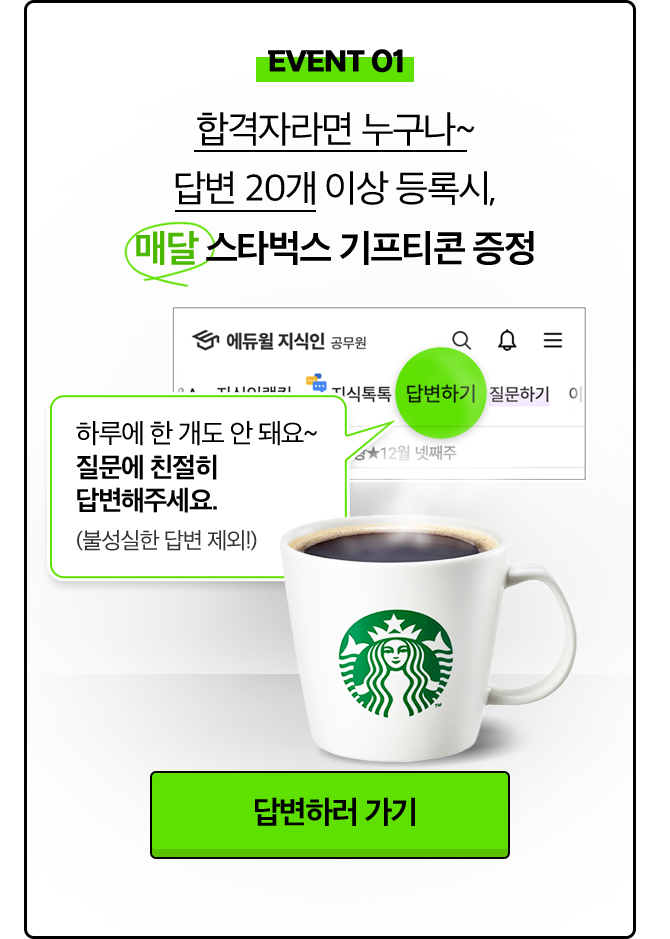 EVENT 01
합격자라면 누구나~
답변 20개 이상 등록시,
매달 스타벅스 기프티콘 증정
에듀윌 지식인 공무원
지식톡톡 답변하기 질문하기 이
★12월 넷째주
하루에 한 개도 안 돼요~
질문에 친절히
답변해주세요.
(불성실한 답변 제외!)
TM
답변하러 가기